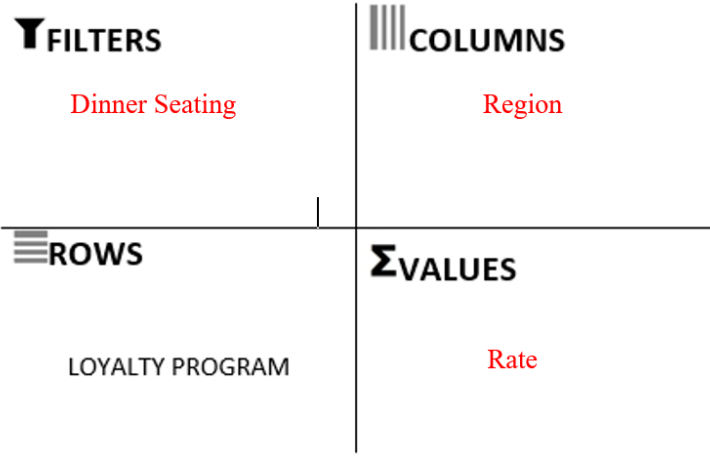 FILTERS
COLUMNS
Dinner Seating
Region
ROWS
VALUES
LOYALTY PROGRAM
Rate